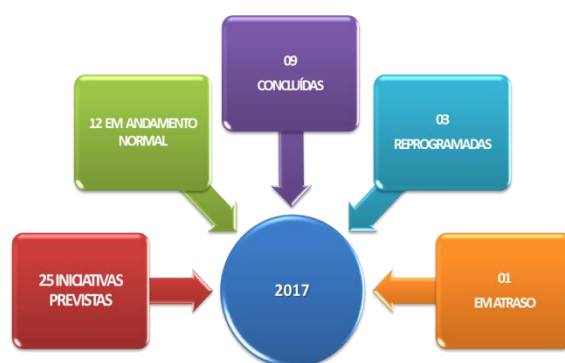 09
CONCLUÍDAS
12 EM ANDAMENTO
NORMAL
03
REPROGRAMADAS
25 INICIATIVAS
PREVISTAS
2017
01
EM ATRASO